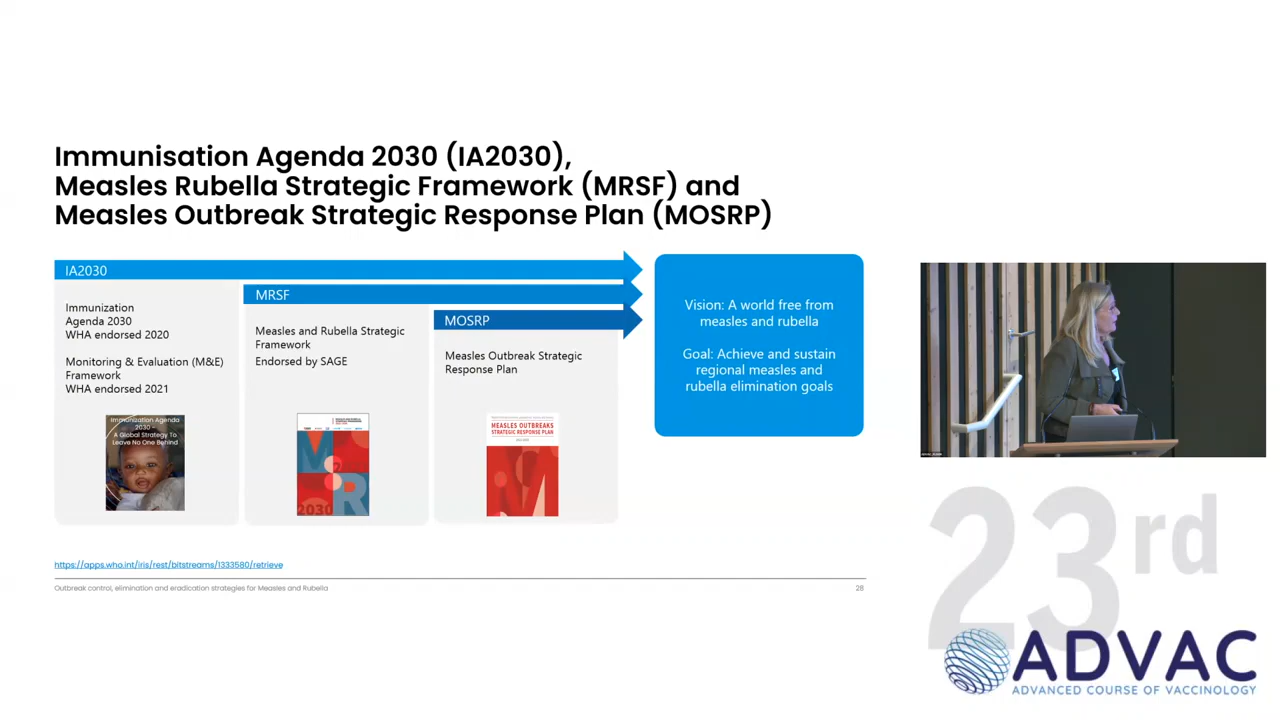 Immunisation Agenda 2030 (IA2030),
Measles Rubella Strategic Framework (MRSF) and
Measles Outbreak Strategic Response Plan (MOSRP)
IA2030
Immunization
Agenda 2030
WHA endorsed 2020
Monitoring & Evaluation (M&E)
Framework
WHA endorsed 2021
Immunization Agenda
2030 –
A Global Strategy To
Leave No One Behind
MRSF
Measles and Rubella Strategic
Framework
Endorsed by SAGE
M
R
2030
MOSRP
Measles Outbreak Strategic
Response Plan
MEASLES OUTBREAKS
STRATEGIC RESPONSE PLAN
Vision: A world free from
measles and rubella
Goal: Achieve and sustain
regional measles and
rubella elimination goals
https://apps.who.int/iris/rest/bitstreams/1333580/retrieve
Outbreak control, elimination and eradication strategies for Measles and Rubella
28
23rd
ADVAC
ADVANCED COURSE OF VACCINOLOGY